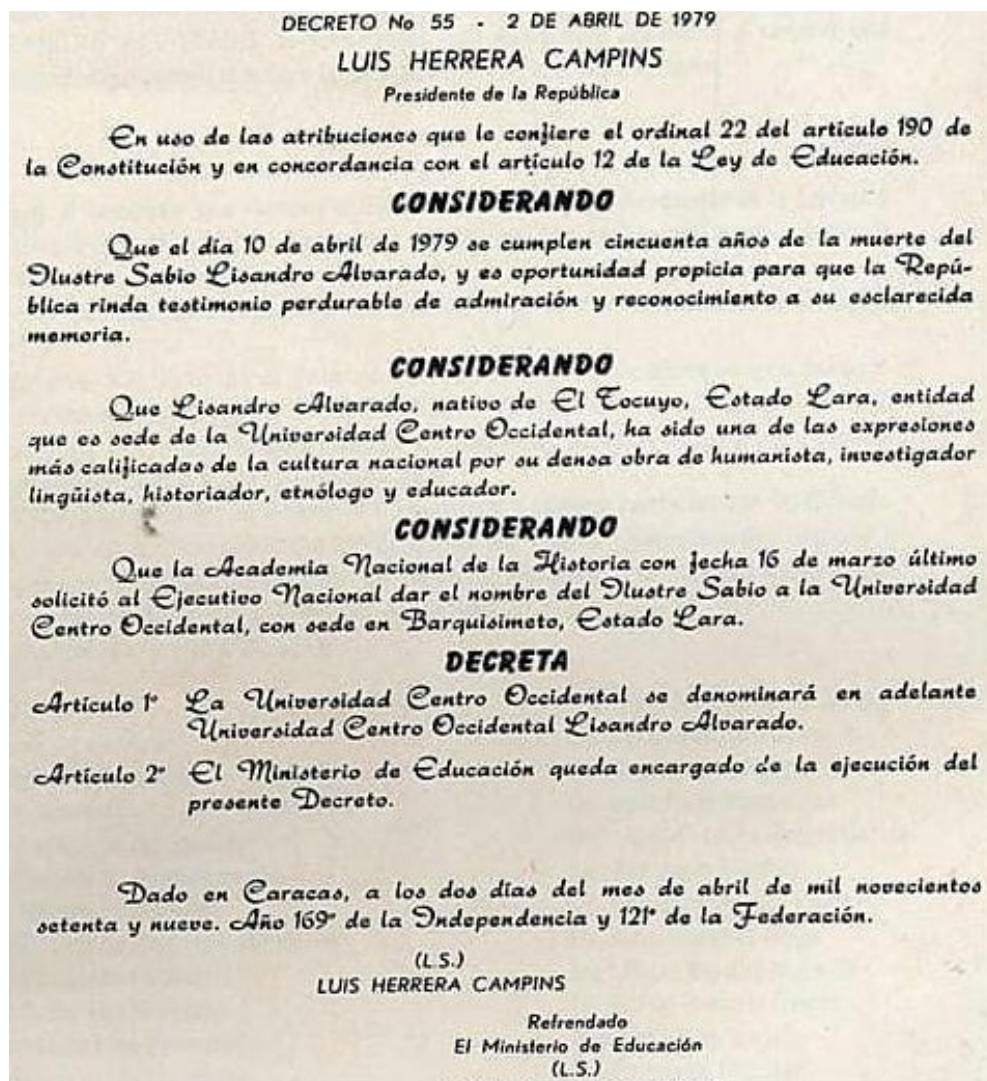 DECRETO No 55 - 2 DE ABRIL DE 1979
LUIS HERRERA CAMPINS
Presidente de la República
En uso de las atribuciones que le confiere el ordinal 22 del artículo 190 de
la Constitución y en concordancia con el artículo 12 de la Ley de Educación.
CONSIDERANDO
Que el día 10 de abril de 1979 se cumplen cincuenta años de la muerte del
Ilustre Sabio Lisandro Alvarado, y es oportunidad propicia para que la Repú-
blica rinda testimonio perdurable de admiración y reconocimiento a su esclarecida
memoria.
CONSIDERANDO
Que Lisandro Alvarado, nativo de El Tocuyo, Estado Lara, entidad
que es sede de la Universidad Centro Occidental, ha sido una de las expresiones
más calificadas de la cultura nacional por su densa obra de humanista, investigador
lingüista, historiador, etnólogo y educador.
CONSIDERANDO
Que la Academia Nacional de la Historia con fecha 16 de marzo último
solicitó al Ejecutivo Nacional dar el nombre del Ilustre Sabio a la Universidad
Centro Occidental, con sede en Barquisimeto, Estado Lara.
DECRETA
Artículo 1° La Universidad Centro Occidental se denominará en adelante
Universidad Centro Occidental Lisandro Alvarado.
Artículo 2° El Ministerio de Educación queda encargado de la ejecución del
presente Decreto.
Dado en Caracas, a los dos días del mes de abril de mil novecientos
setenta y nueve. Año 169° de la Independencia y 121° de la Federación.
(L.S.)
LUIS HERRERA CAMPINS
Refrendado
El Ministerio de Educación
(L.S.)